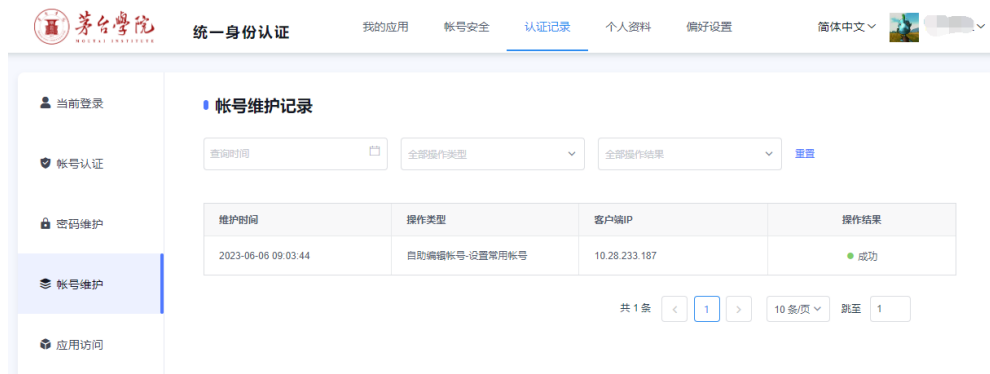 茅台學院
MOUTAI INSTITUTE
统一身份认证
我的应用 帐号安全 认证记录 个人资料 偏好设置
简体中文
当前登录
帐号认证
密码维护
帐号维护
应用访问
帐号维护记录
查询时间 全部操作类型 全部操作结果 重置
维护时间 操作类型 客户端IP 操作结果
2023-06-06 09:03:44 自助编辑帐号-设置常用帐号 10.28.233.187 成功
共 1 条 < 1 > 10 条/页 跳至 1